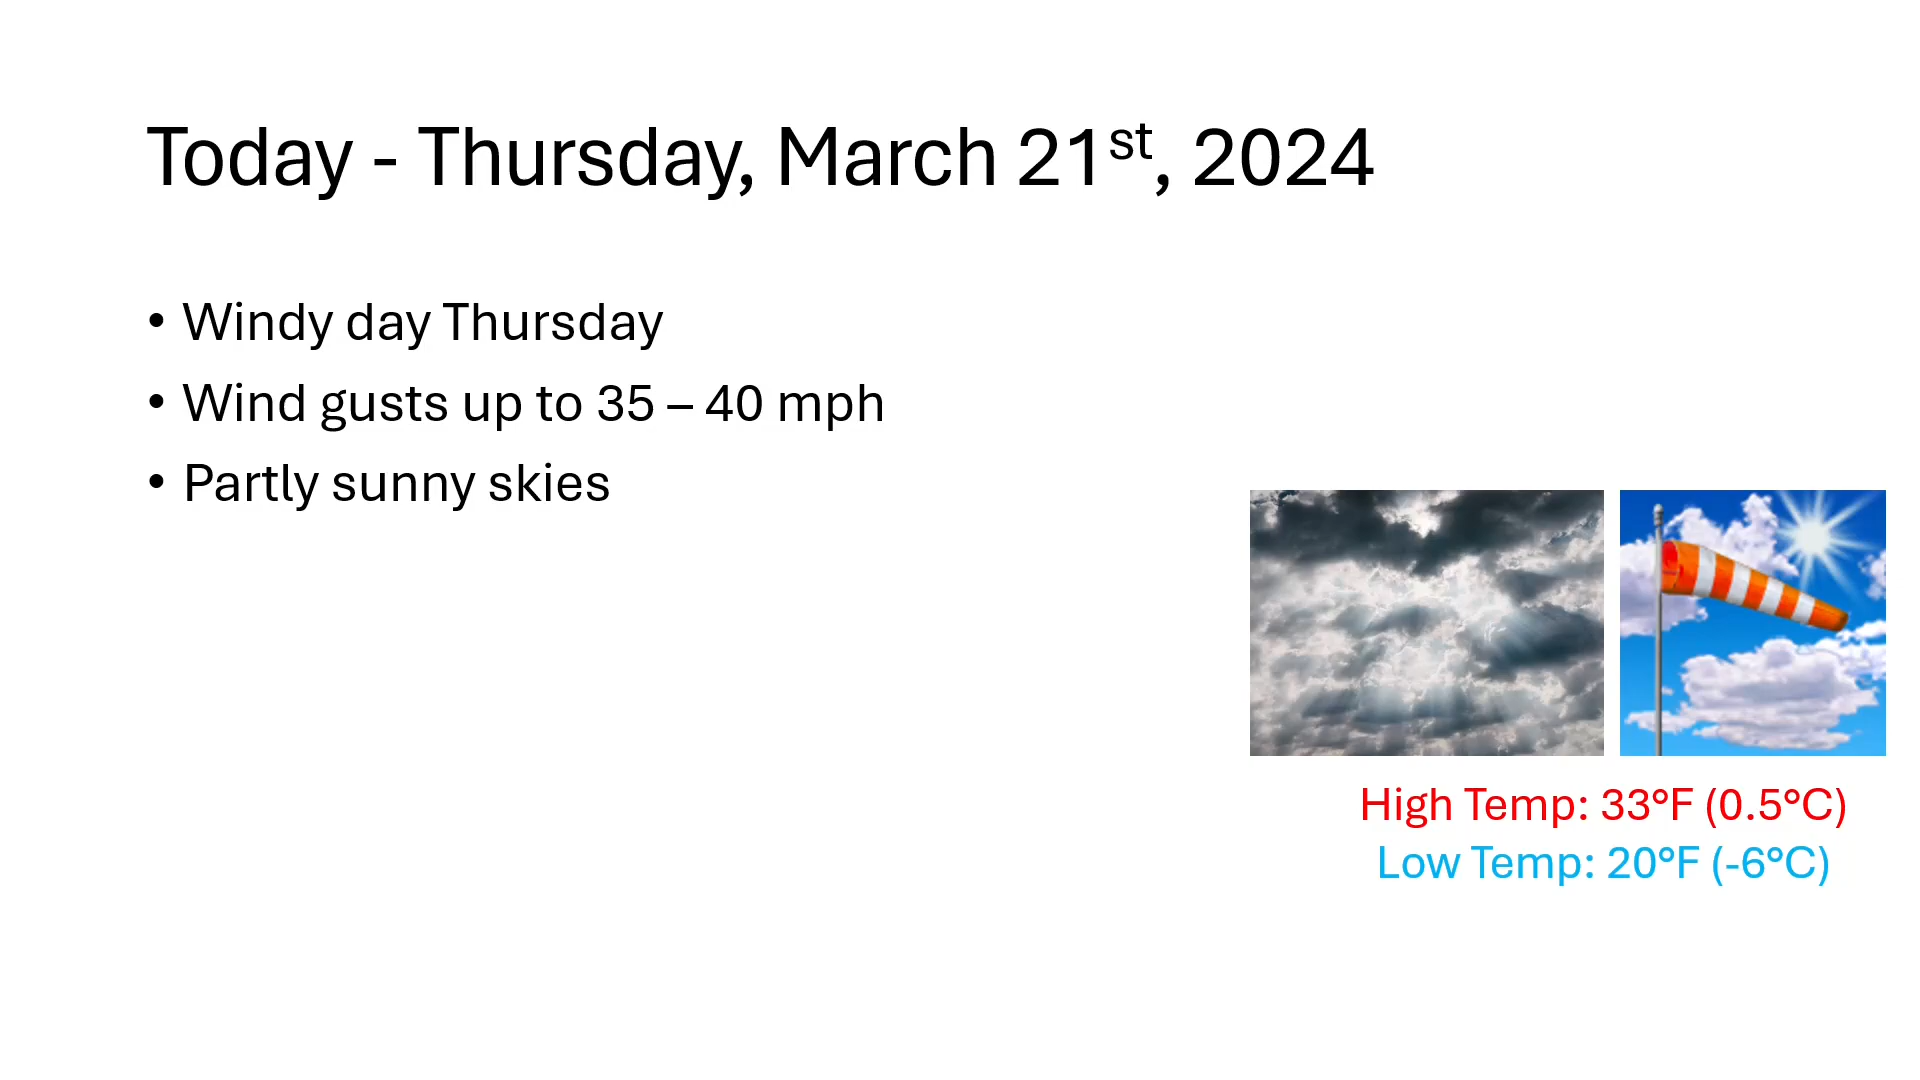 Today - Thursday, March 21st, 2024
• Windy day Thursday
• Wind gusts up to 35 – 40 mph
• Partly sunny skies
High Temp: 33°F (0.5°C)
Low Temp: 20°F (-6°C)